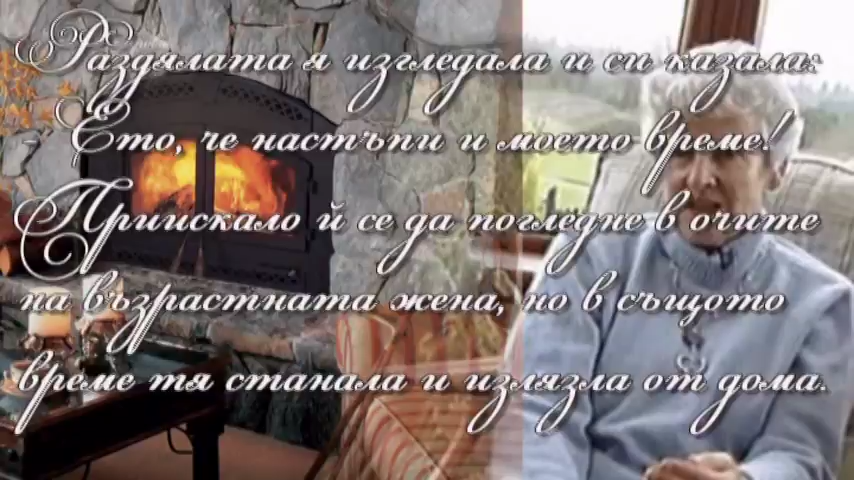 Раздялата я изгледала и си казала:
- Ето, че настъпи и моето време!
Приискало й се да погледне в очите
на възрастната жена, но в същото
време тя станала и излязла от дома.